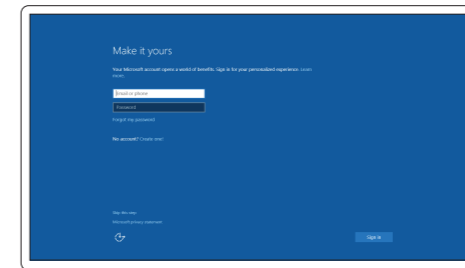 Make it yours
Your Microsoft account opens a world of benefits. Sign in for your personalized experience. Learn
more.
Email or phone
Password
Forgot my password
No account? Create one!
Skip this step
Microsoft privacy statement
Sign in